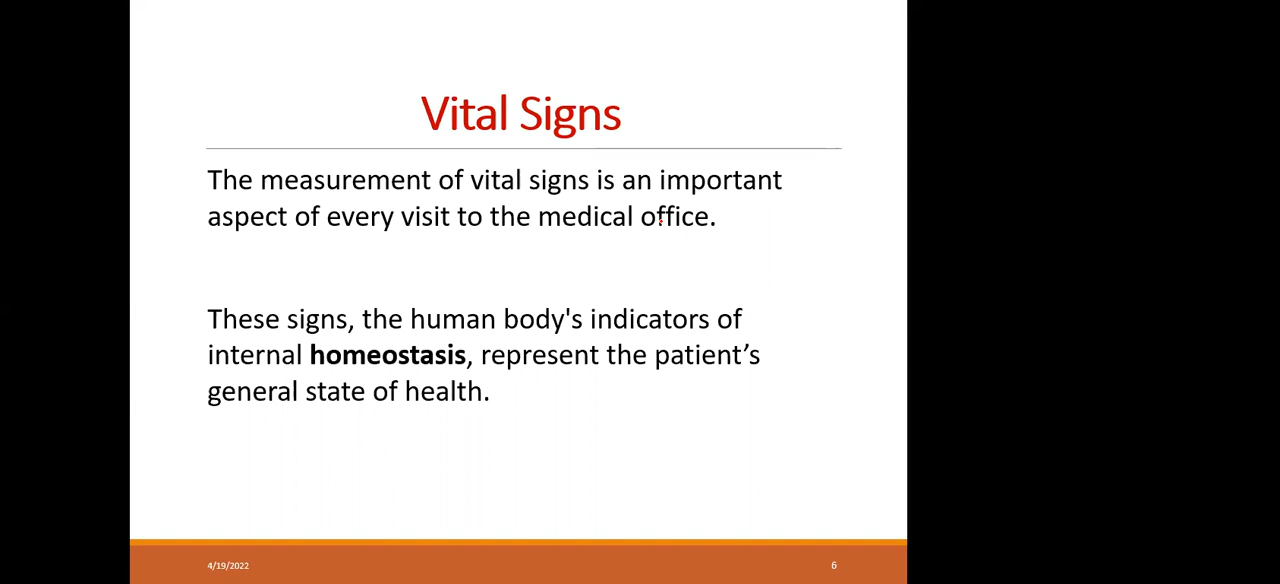 Vital Signs
The measurement of vital signs is an important
aspect of every visit to the medical office.
These signs, the human body's indicators of
internal homeostasis, represent the patient’s
general state of health.
4/19/2022
6